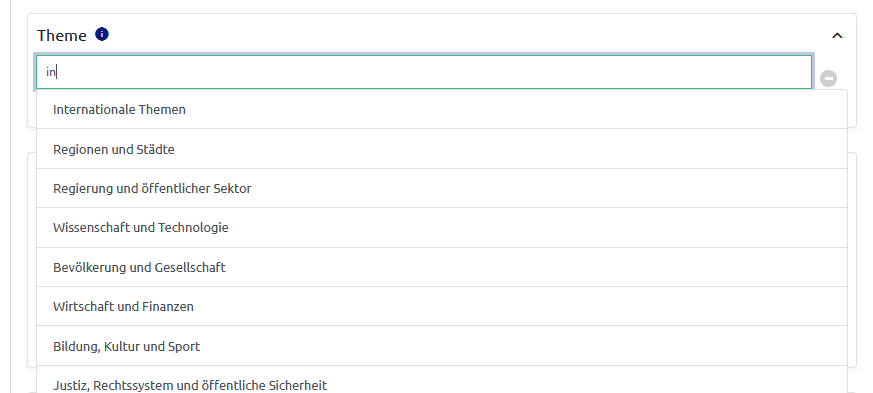 Theme i
in
Internationale Themen
Regionen und Städte
Regierung und öffentlicher Sektor
Wissenschaft und Technologie
Bevölkerung und Gesellschaft
Wirtschaft und Finanzen
Bildung, Kultur und Sport
Justiz, Rechtssystem und öffentliche Sicherheit